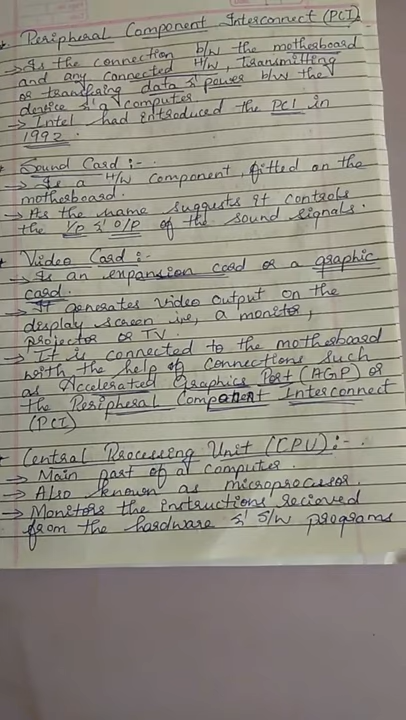 * Peripheral Component Interconnect (PCI)
→ Is the connection b/w the motherboard
and any connected H/W, transmitting
or transfering data & power b/w the
device & a computer
→ Intel had introduced the PCI in
1992.
* Sound Card :-
→ Is a H/W component, fitted on the
motherboard.
→ As the name suggests it controls
the I/P & O/P of the sound signals.
* Video Card :-
→ Is an expansion card or a graphic
card.
→ It generates video output on the
display screen i.e, a monitor,
projector or TV.
→ It is connected to the motherboard
with the help of connections such
as Accelerated Graphics Port (AGP) or
the Peripheral Component Interconnect
(PCI)
* Central Processing Unit (CPU) :-
→ Main part of a computer.
→ Also known as microprocessor.
→ Monitors the instructions recieved
from the hardware & S/W programs